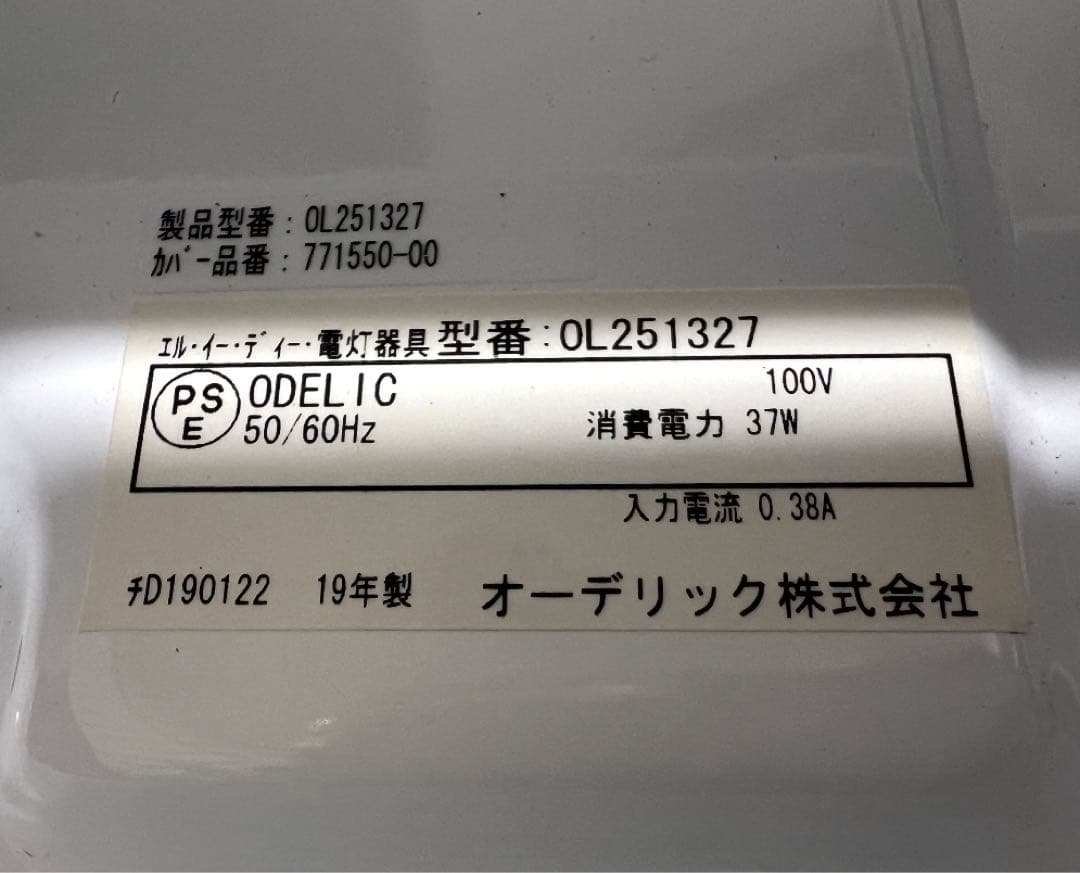 製品型番：OL251327
ｶﾊﾞｰ品番：771550-00
ｴﾙ・ｲｰ・ﾃﾞｨｰ・電灯器具型番：OL251327
PSE ODELIC 100V
50/60Hz 消費電力 37W
入力電流 0.38A
ﾁD190122 19年製 オーデリック株式会社